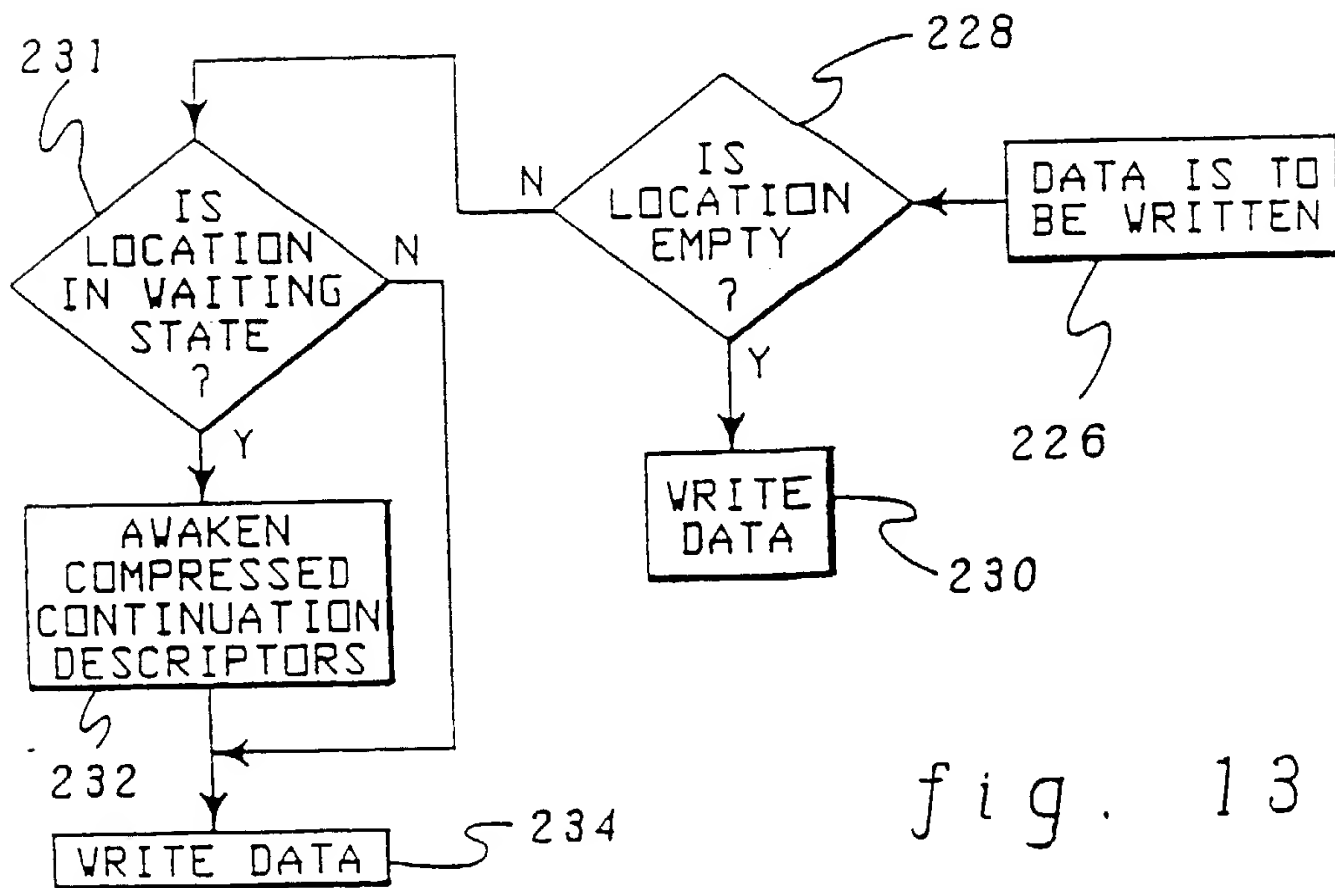 231
228
IS
LOCATION
IN WAITING
STATE
?
N
Y
N
IS
LOCATION
EMPTY
?
Y
DATA IS TO
BE WRITTEN
226
WRITE
DATA
230
AWAKEN
COMPRESSED
CONTINUATION
DESCRIPTORS
232
WRITE DATA
234
fig. 13